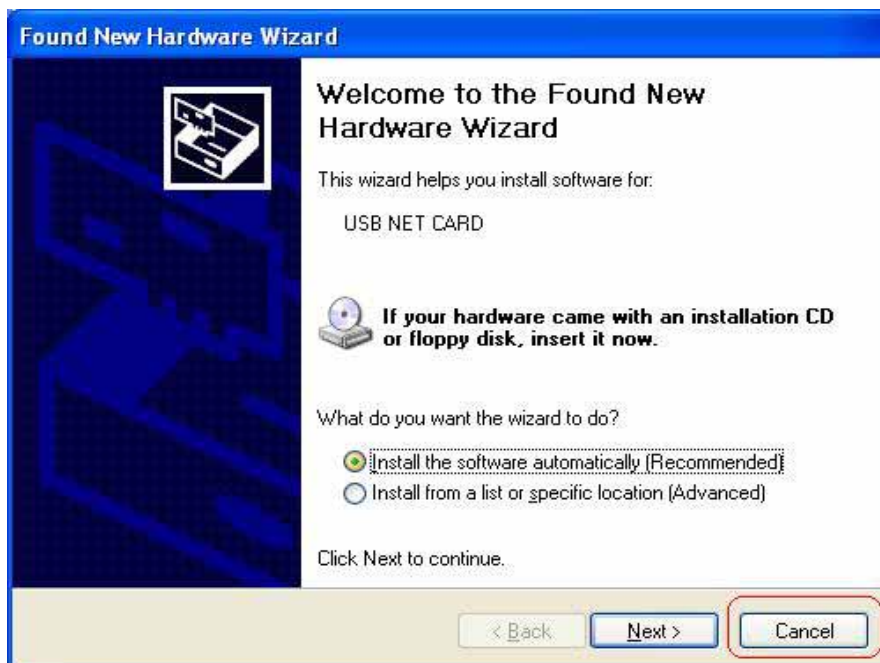 Found New Hardware Wizard
Welcome to the Found New
Hardware Wizard
This wizard helps you install software for:
USB NET CARD
If your hardware came with an installation CD
or floppy disk, insert it now.
What do you want the wizard to do?
Install the software automatically (Recommended)
Install from a list or specific location (Advanced)
Click Next to continue.
< Back Next > Cancel